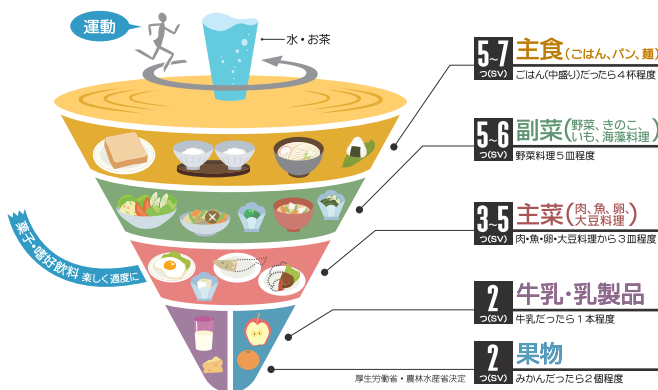 運動
水・お茶
5~7
つ(SV)
主食(ごはん、パン、麺)
ごはん(中盛り)だったら4杯程度
5~6
つ(SV)
副菜(野菜、きのこ、
いも、海藻料理)
野菜料理5皿程度
3~5
つ(SV)
主菜(肉、魚、卵、
大豆料理)
肉・魚・卵・大豆料理から3皿程度
菓子・嗜好飲料 楽しく適度に
2
つ(SV)
牛乳・乳製品
牛乳だったら1本程度
2
つ(SV)
果物
みかんだったら2個程度
厚生労働省・農林水産省決定